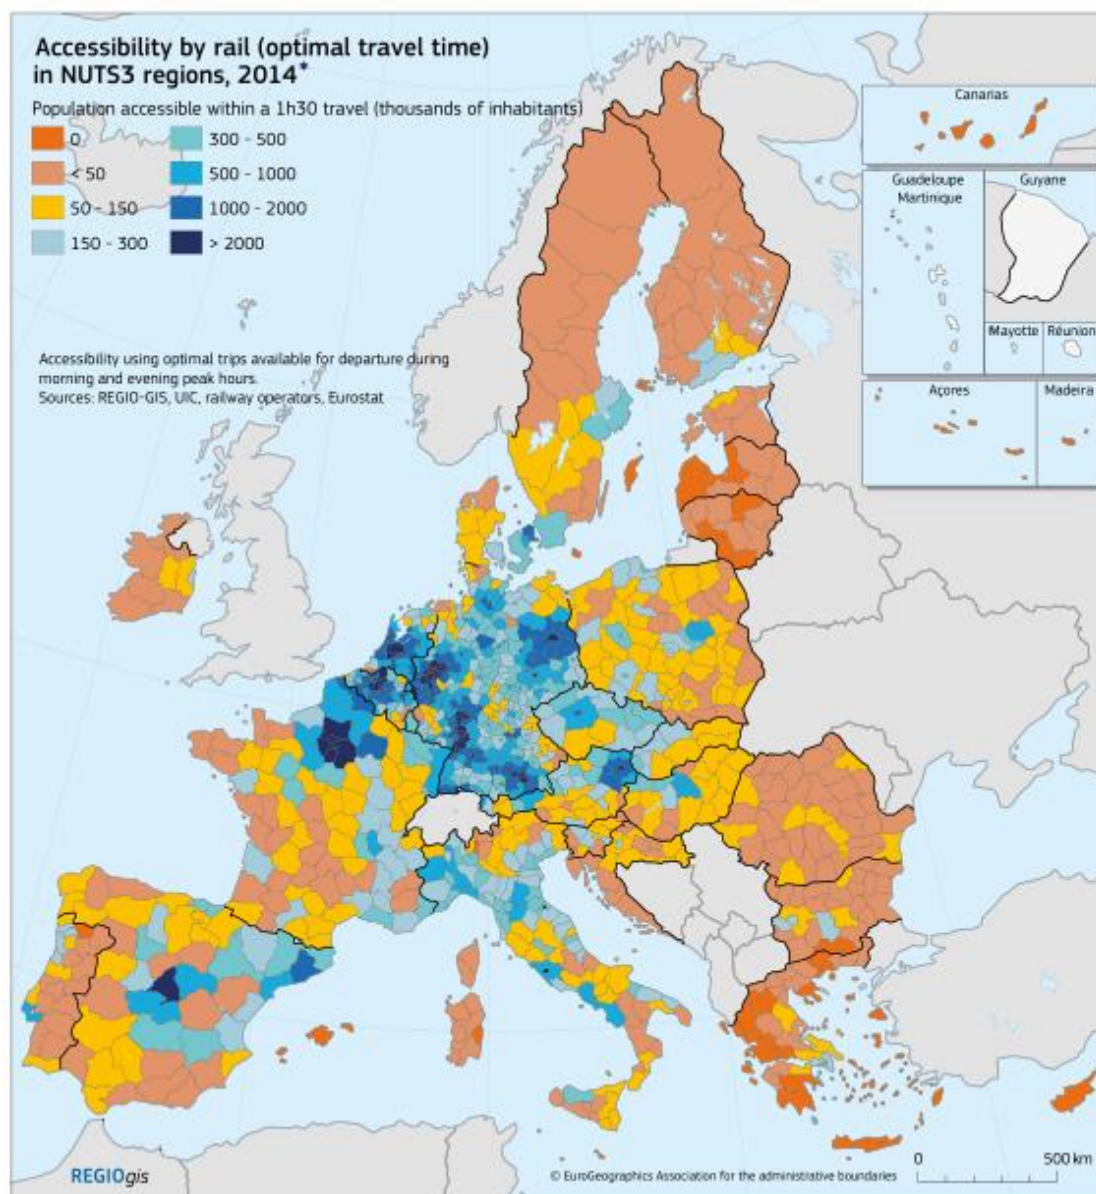 Accessibility by rail (optimal travel time)
in NUTS3 regions, 2014*
Population accessible within a 1h30 travel (thousands of inhabitants)
0
< 50
50 - 150
150 - 300
300 - 500
500 - 1000
1000 - 2000
> 2000
Accessibility using optimal trips available for departure during
morning and evening peak hours.
Sources: REGIO-GIS, UIC, railway operators, Eurostat
Canarias
Guadeloupe
Martinique
Guyane
Mayotte
Réunion
Açores
Madeira
REGIOgis
© EuroGeographics Association for the administrative boundaries
0
500 km